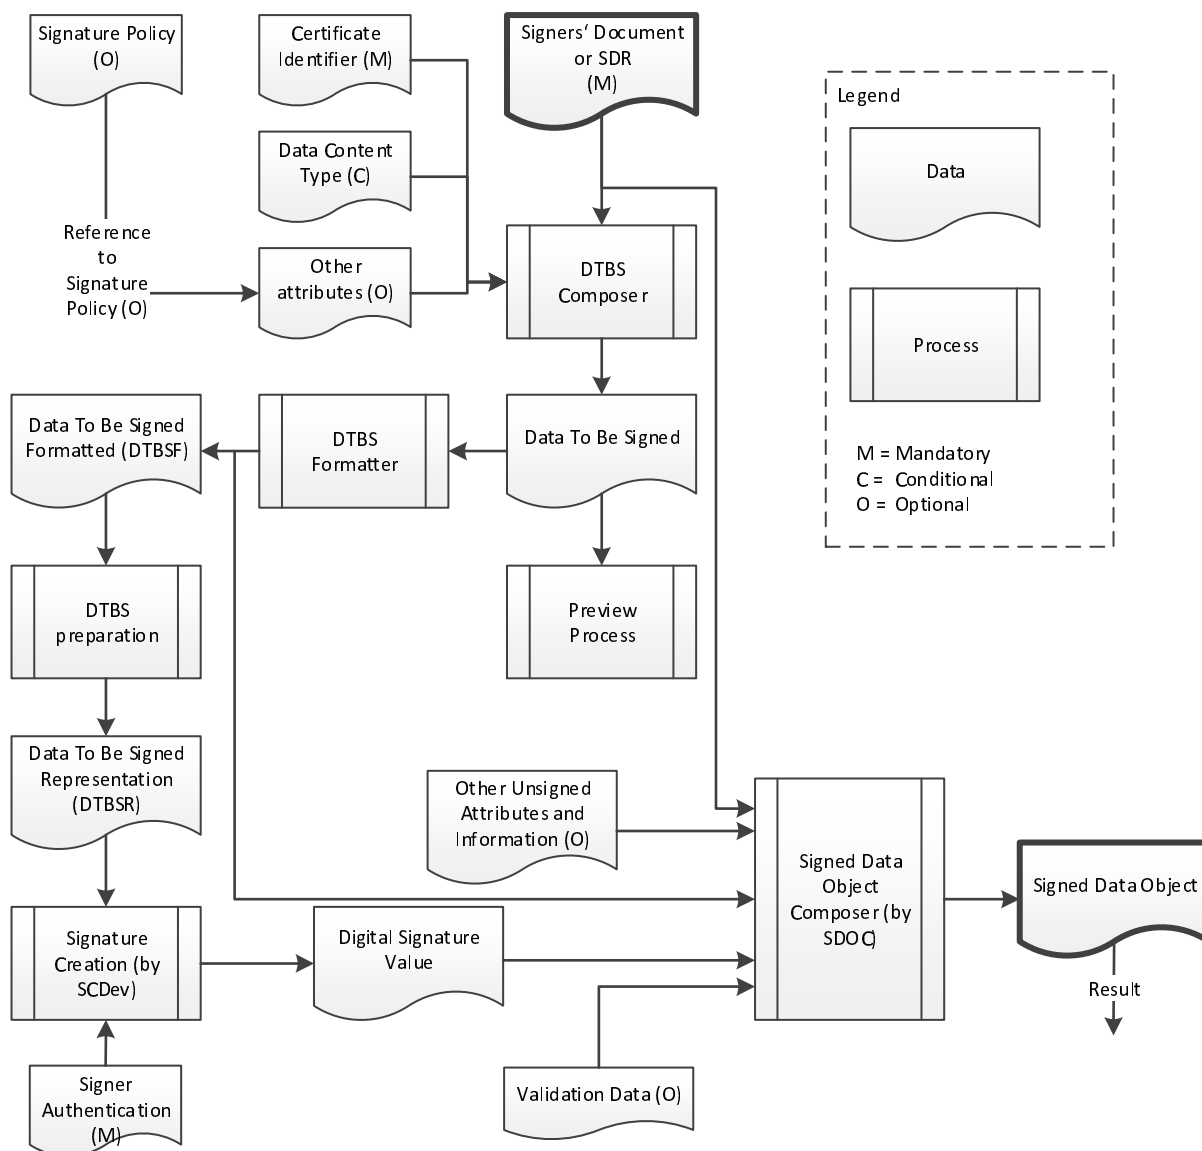 Signature Policy
(O)
Certificate
Identifier (M)
Signers‘ Document
or SDR
(M)
Legend
Data
Data Content
Type (C)
Reference
to
Signature
Policy (O)
Other
attributes (O)
DTBS
Composer
Process
Data To Be Signed
Formatted (DTBSF)
DTBS
Formatter
Data To Be Signed
M = Mandatory
C = Conditional
O = Optional
DTBS
preparation
Preview
Process
Data To Be Signed
Representation
(DTBSR)
Other Unsigned
Attributes and
Information (O)
Signed Data
Object
Composer (by
SDOC)
Signed Data Object
Signature
Creation (by
SCDev)
Digital Signature
Value
Result
Signer
Authentication
(M)
Validation Data (O)